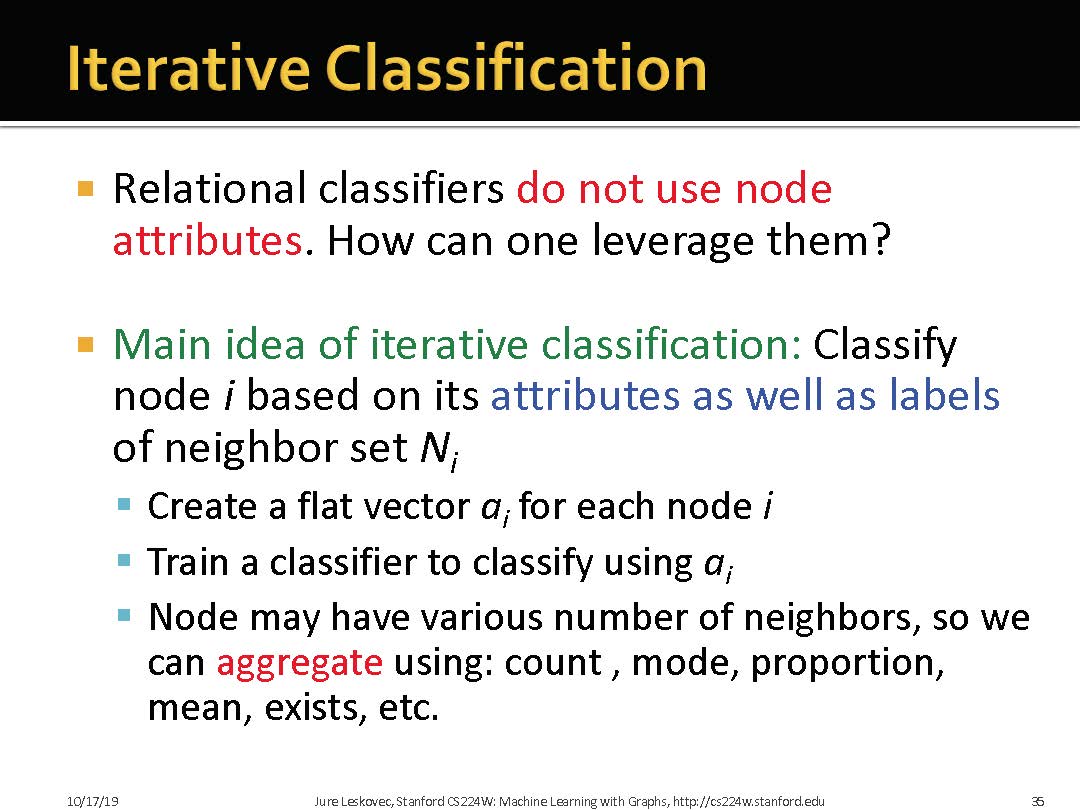 Iterative Classification
Relational classifiers do not use node
attributes. How can one leverage them?
Main idea of iterative classification: Classify
node i based on its attributes as well as labels
of neighbor set Ni
Create a flat vector ai for each node i
Train a classifier to classify using ai
Node may have various number of neighbors, so we
can aggregate using: count , mode, proportion,
mean, exists, etc.
10/17/19 Jure Leskovec, Stanford CS224W: Machine Learning with Graphs, http://cs224w.stanford.edu 35